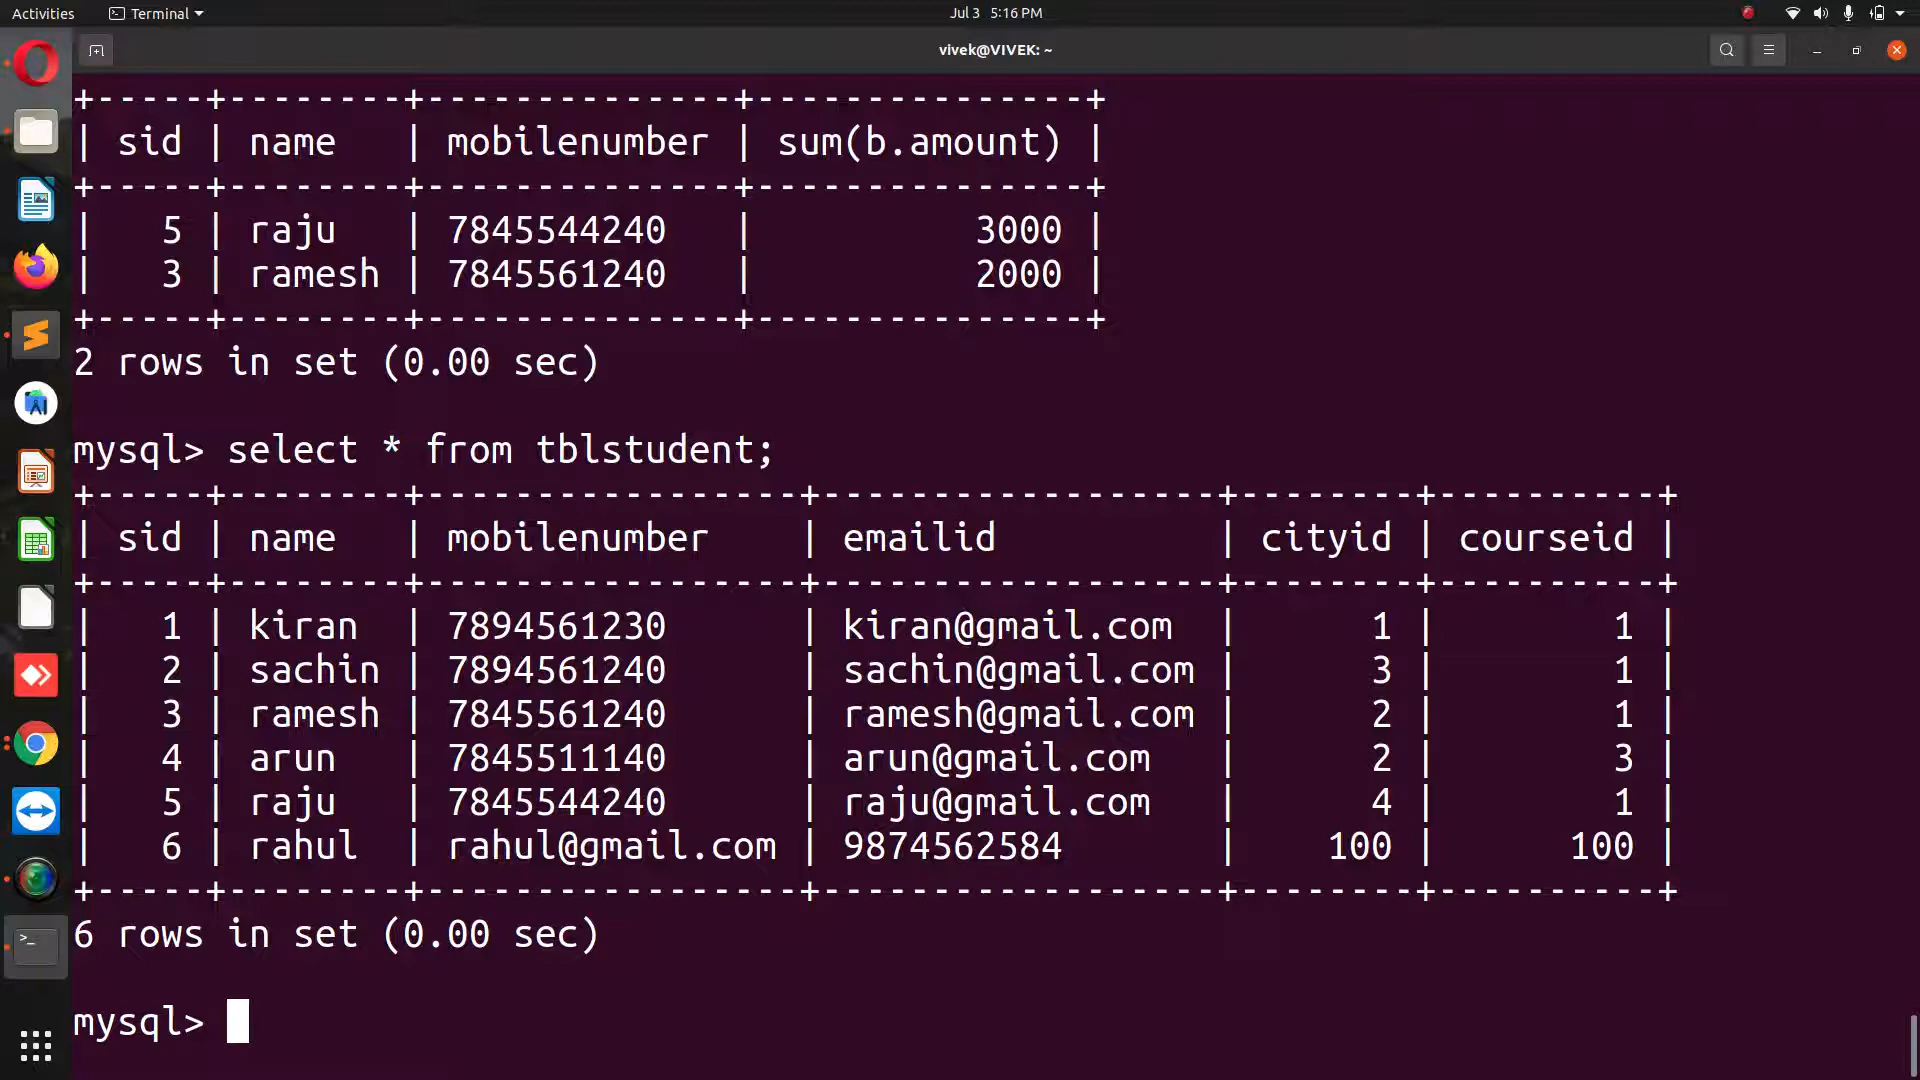 Activities Terminal Jul 3 5:16 PM
vivek@VIVEK: ~
+-----+--------+--------------+---------------+
| sid | name   | mobilenumber | sum(b.amount) |
+-----+--------+--------------+---------------+
|   5 | raju   | 7845544240   |          3000 |
|   3 | ramesh | 7845561240   |          2000 |
+-----+--------+--------------+---------------+
2 rows in set (0.00 sec)
mysql> select * from tblstudent;
+-----+--------+-----------------+------------------+--------+----------+
| sid | name   | mobilenumber    | emailid          | cityid | courseid |
+-----+--------+-----------------+------------------+--------+----------+
|   1 | kiran  | 7894561230      | kiran@gmail.com  |      1 |        1 |
|   2 | sachin | 7894561240      | sachin@gmail.com |      3 |        1 |
|   3 | ramesh | 7845561240      | ramesh@gmail.com |      2 |        1 |
|   4 | arun   | 7845511140      | arun@gmail.com   |      2 |        3 |
|   5 | raju   | 7845544240      | raju@gmail.com   |      4 |        1 |
|   6 | rahul  | rahul@gmail.com | 9874562584       |    100 |      100 |
+-----+--------+-----------------+------------------+--------+----------+
6 rows in set (0.00 sec)
mysql>